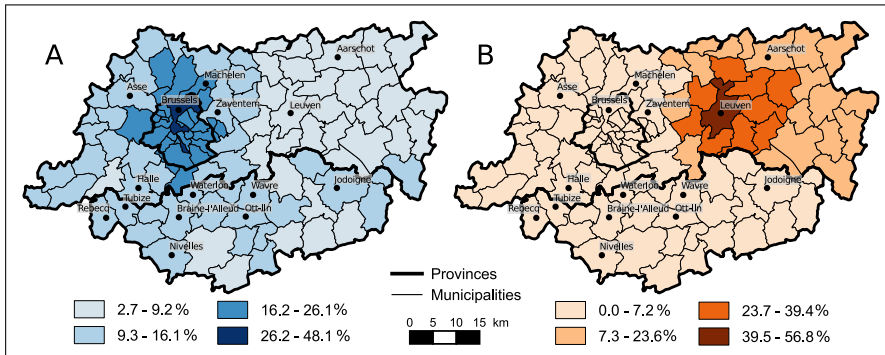 A
Aarschot
Machelen
Asse
Brussels
Zaventem
Leuven
Halle
Waterloo
Wavre
Jodoigne
Tubize
Rebecq
Braine-l'Alleud
Ott-lln
Nivelles
B
Aarschot
Machelen
Asse
Brussels
Zaventem
Leuven
Halle
Waterloo
Wavre
Jodoigne
Tubize
Rebecq
Braine-l'Alleud
Ott-lln
Nivelles
Provinces
Municipalities
0 5 10 15 km
2.7 - 9.2 %
16.2 - 26.1 %
9.3 - 16.1 %
26.2 - 48.1 %
0.0 - 7.2 %
23.7 - 39.4 %
7.3 - 23.6 %
39.5 - 56.8 %